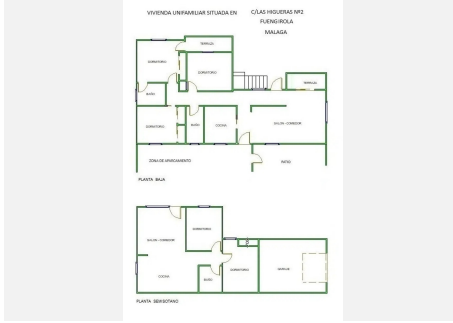 VIVIENDA UNIFAMILIAR SITUADA EN
C/LAS HIGUERAS Nº2
FUENGIROLA
MALAGA
TERRAZA
DORMITORIO
DORMITORIO
TERRAZA
BAÑO
DORMITORIO
BAÑO
COCINA
SALON - COMEDOR
ZONA DE APARCAMIENTO
PATIO
PLANTA BAJA
SALON - COMEDOR
DORMITORIO
COCINA
BAÑO
DORMITORIO
PLANTA SEMISOTANO